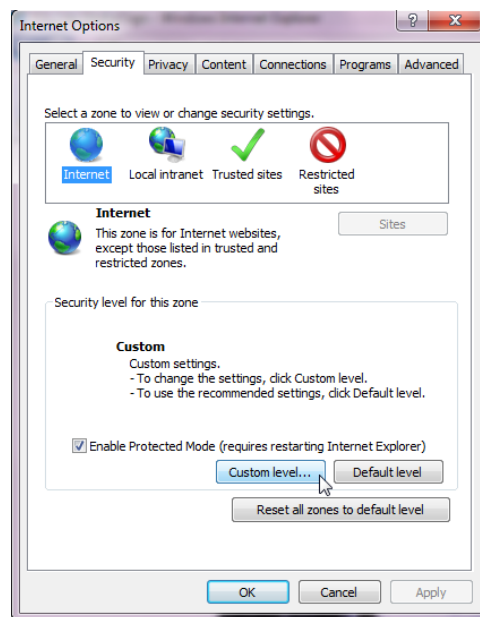 Internet Options
?
General Security Privacy Content Connections Programs Advanced
Select a zone to view or change security settings.
Internet Local intranet Trusted sites Restricted
sites
Internet
Sites
This zone is for Internet websites,
except those listed in trusted and
restricted zones.
Security level for this zone
Custom
Custom settings.
- To change the settings, click Custom level.
- To use the recommended settings, click Default level.
Enable Protected Mode (requires restarting Internet Explorer)
Custom level... Default level
Reset all zones to default level
OK Cancel Apply